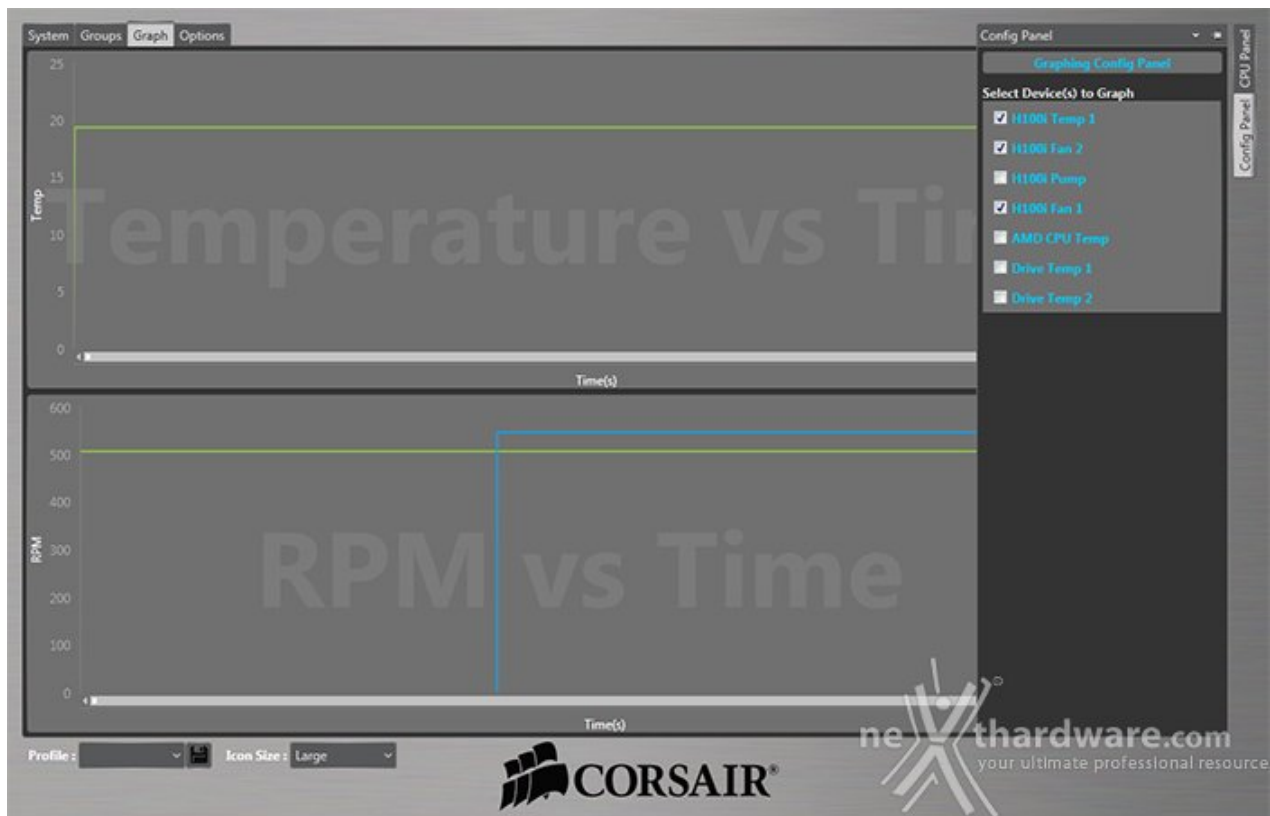 System Groups Graph Options
Config Panel
CPU Panel
Config Panel
Graphing Config Panel
Select Device(s) to Graph
H100i Temp 1
H100i Fan 2
H100i Pump
H100i Fan 1
AMD CPU Temp
Drive Temp 1
Drive Temp 2
Temperature vs Ti
Temp
25
20
15
10
5
0
Time(s)
RPM vs Time
RPM
600
500
400
300
200
100
0
Time(s)
Profile :
Icon Size : Large
CORSAIR®
nexthardware.com
your ultimate professional resource